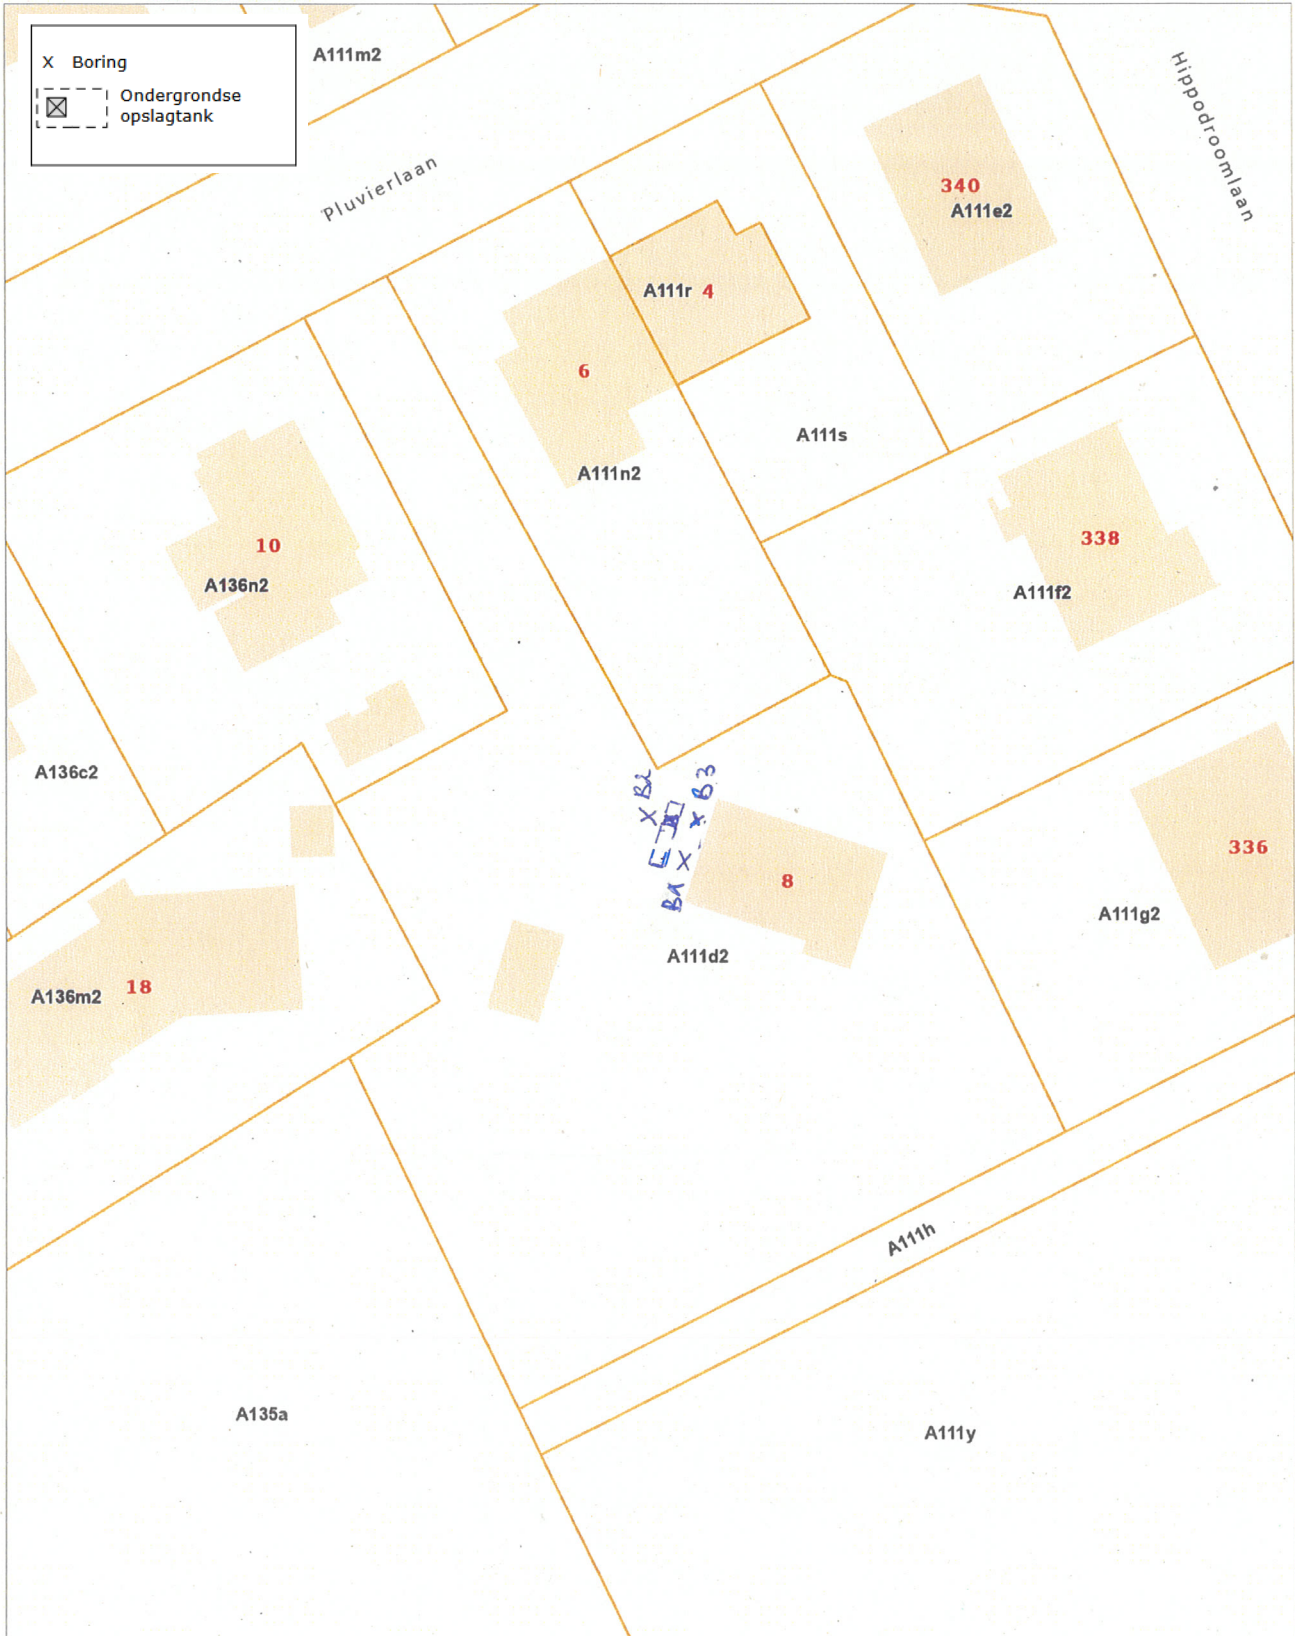 A111m2
X Boring
Ondergrondse
opslagtank
Hippodroomlaan
Pluvierlaan
340
A111e2
A111r 4
6
A111s
A111n2
10
A136n2
338
A111f2
A136c2
B2
B3
X
X
X
B1
8
336
A111g2
A111d2
18
A136m2
A111h
A135a
A111y